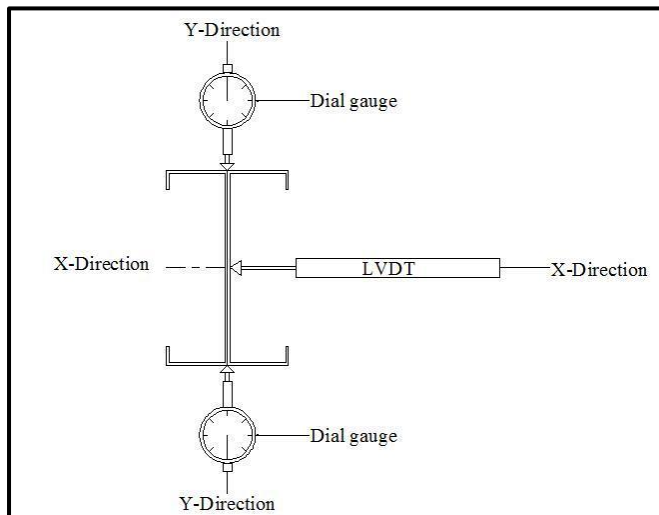 Y-Direction
Dial gauge
X-Direction
LVDT
X-Direction
Dial gauge
Y-Direction